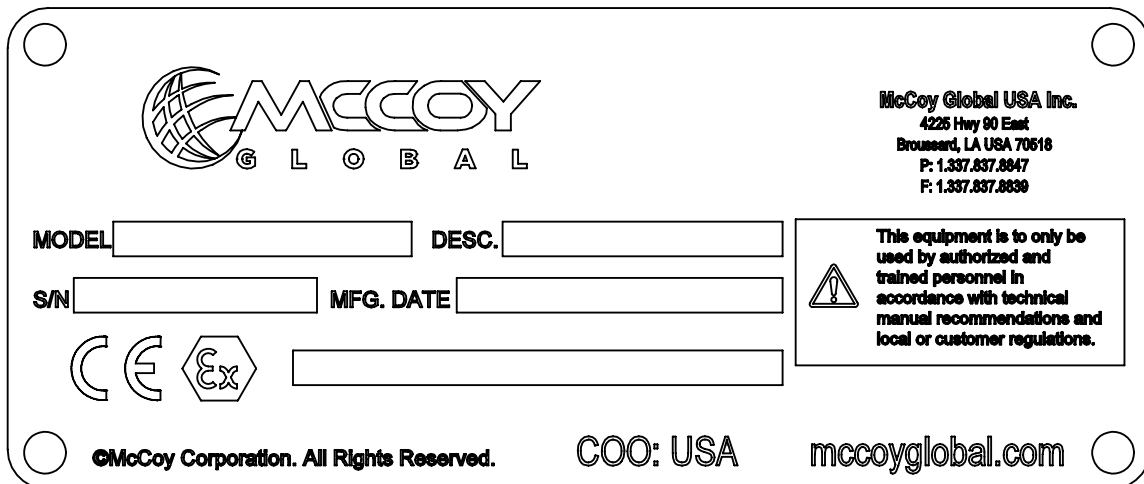 MCCOY
GLOBAL
McCoy Global USA Inc.
4225 Hwy 90 East
Broussard, LA USA 70518
P: 1.337.837.8847
F: 1.337.837.8839
MODEL
DESC.
S/N
MFG. DATE
This equipment is to only be
used by authorized and
trained personnel in
accordance with technical
manual recommendations and
local or customer regulations.
CE Ex
©McCoy Corporation. All Rights Reserved.
COO: USA
mccoyglobal.com